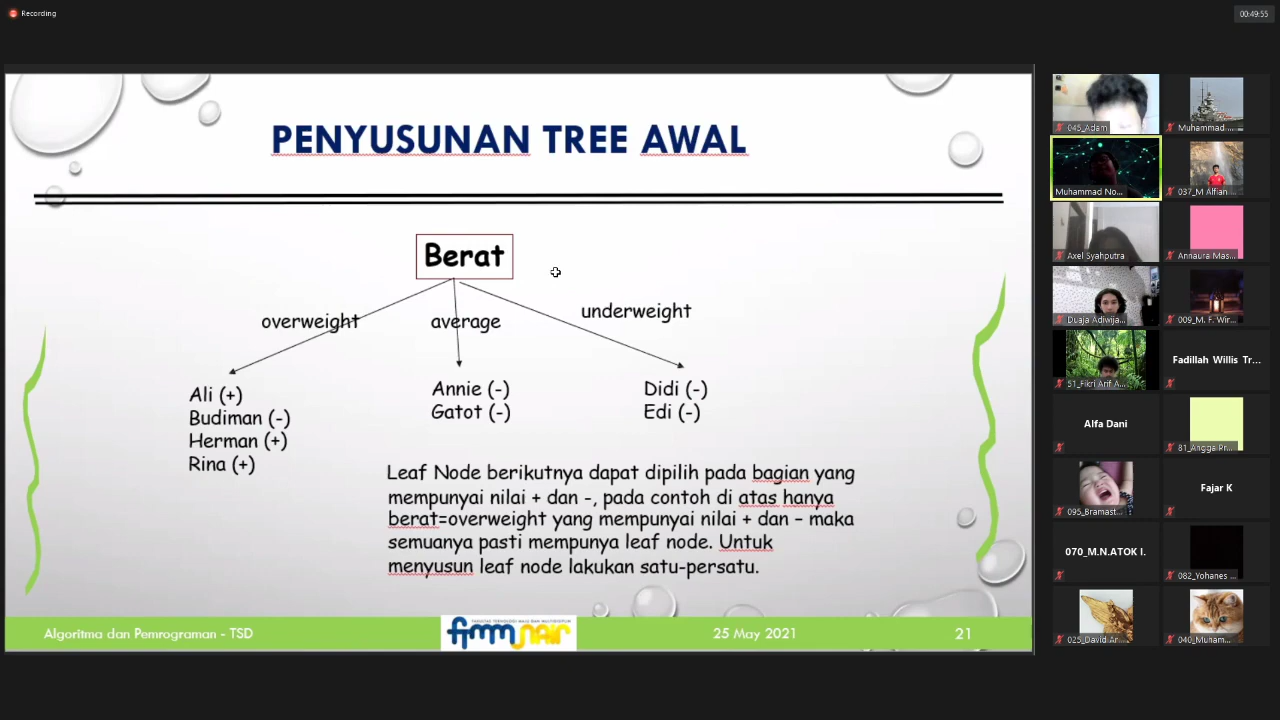 Recording
00:49:55
PENYUSUNAN TREE AWAL
Berat
overweight
average
underweight
Ali (+)
Budiman (-)
Herman (+)
Rina (+)
Annie (-)
Gatot (-)
Didi (-)
Edi (-)
Leaf Node berikutnya dapat dipilih pada bagian yang
mempunyai nilai + dan -, pada contoh di atas hanya
berat=overweight yang mempunyai nilai + dan – maka
semuanya pasti mempunya leaf node. Untuk
menyusun leaf node lakukan satu-persatu.
Algoritma dan Pemrograman - TSD
25 May 2021
21
045_Adam
Muhammad ...
Muhammad No...
037_M Alfian ...
Axel Syahputra
Annaura Mas...
Duaja Adiwija...
009_M. F. Wir...
51_Fikri Arif A...
Fadillah Willis Tr...
Alfa Dani
81_Angga Pri...
095_Bramast...
Fajar K
070_M.N.ATOK I.
082_Yohanes ...
025_David Ar...
040_Muham...